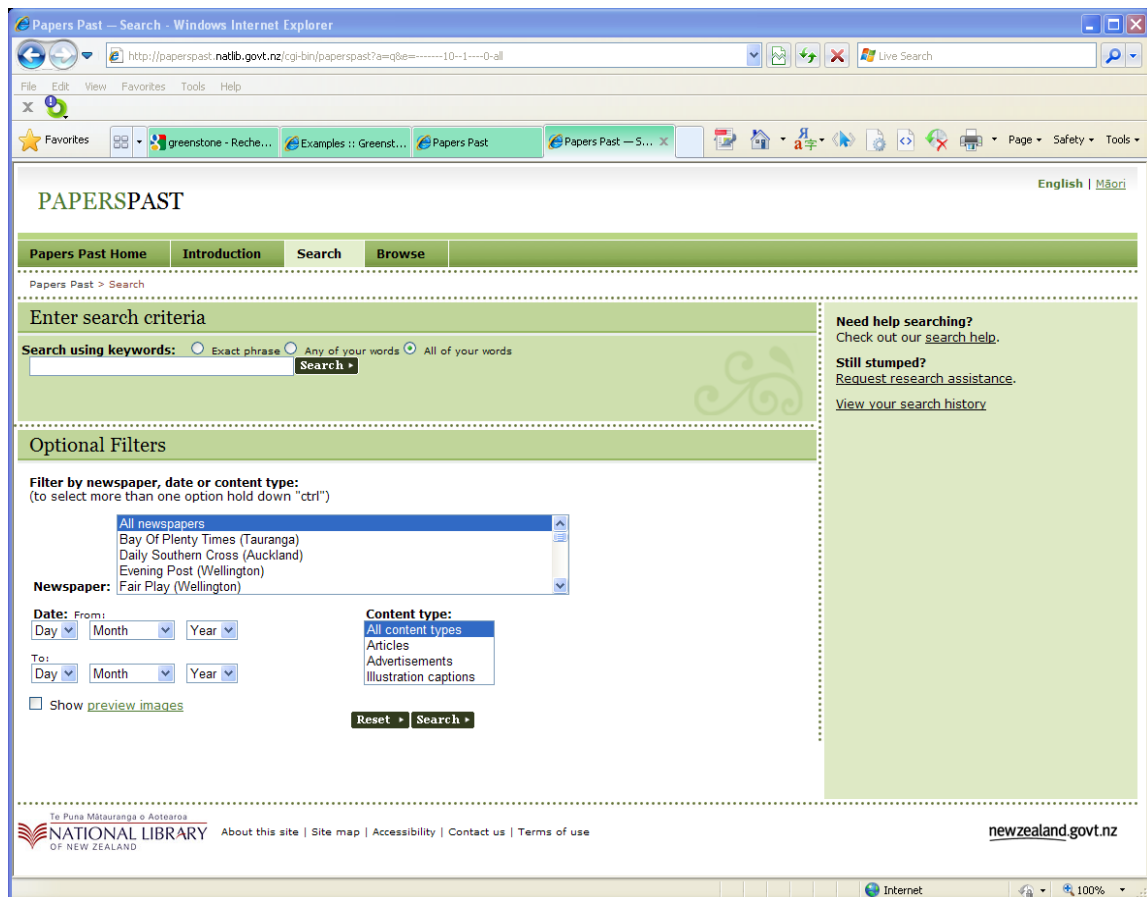 Papers Past — Search - Windows Internet Explorer
http://paperspast.natlib.govt.nz/cgi-bin/paperspast?a=q&e=-------10--1----0-all
Live Search
File Edit View Favorites Tools Help
x
Favorites
greenstone - Reche...
Examples :: Greenst...
Papers Past
Papers Past — S... X
Page Safety Tools
PAPERSPAST
English | Māori
Papers Past Home
Introduction
Search
Browse
Papers Past > Search
Enter search criteria
Search using keywords: Exact phrase Any of your words All of your words
Search
Need help searching?
Check out our search help.
Still stumped?
Request research assistance.
View your search history
Optional Filters
Filter by newspaper, date or content type:
(to select more than one option hold down "ctrl")
All newspapers
Bay Of Plenty Times (Tauranga)
Daily Southern Cross (Auckland)
Evening Post (Wellington)
Newspaper: Fair Play (Wellington)
Date: From:
Day Month Year
To:
Day Month Year
Content type:
All content types
Articles
Advertisements
Illustration captions
Show preview images
Reset Search
Te Puna Mātauranga o Aotearoa
NATIONAL LIBRARY
OF NEW ZEALAND
About this site | Site map | Accessibility | Contact us | Terms of use
newzealand.govt.nz
Internet
100%